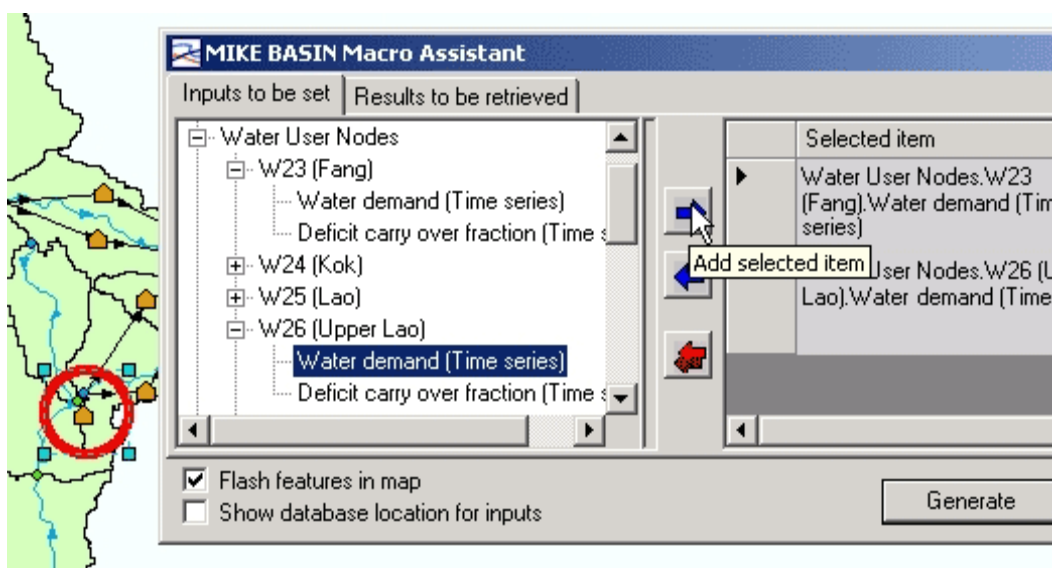 MIKE BASIN Macro Assistant
Inputs to be set
Results to be retrieved
Water User Nodes
W23 (Fang)
Water demand (Time series)
Deficit carry over fraction (Time s
W24 (Kok)
W25 (Lao)
W26 (Upper Lao)
Water demand (Time series)
Deficit carry over fraction (Time s
Add selected item
Selected item
Water User Nodes.W23
(Fang).Water demand (Tim
series)
User Nodes.W26 (U
Lao).Water demand (Time
Flash features in map
Show database location for inputs
Generate